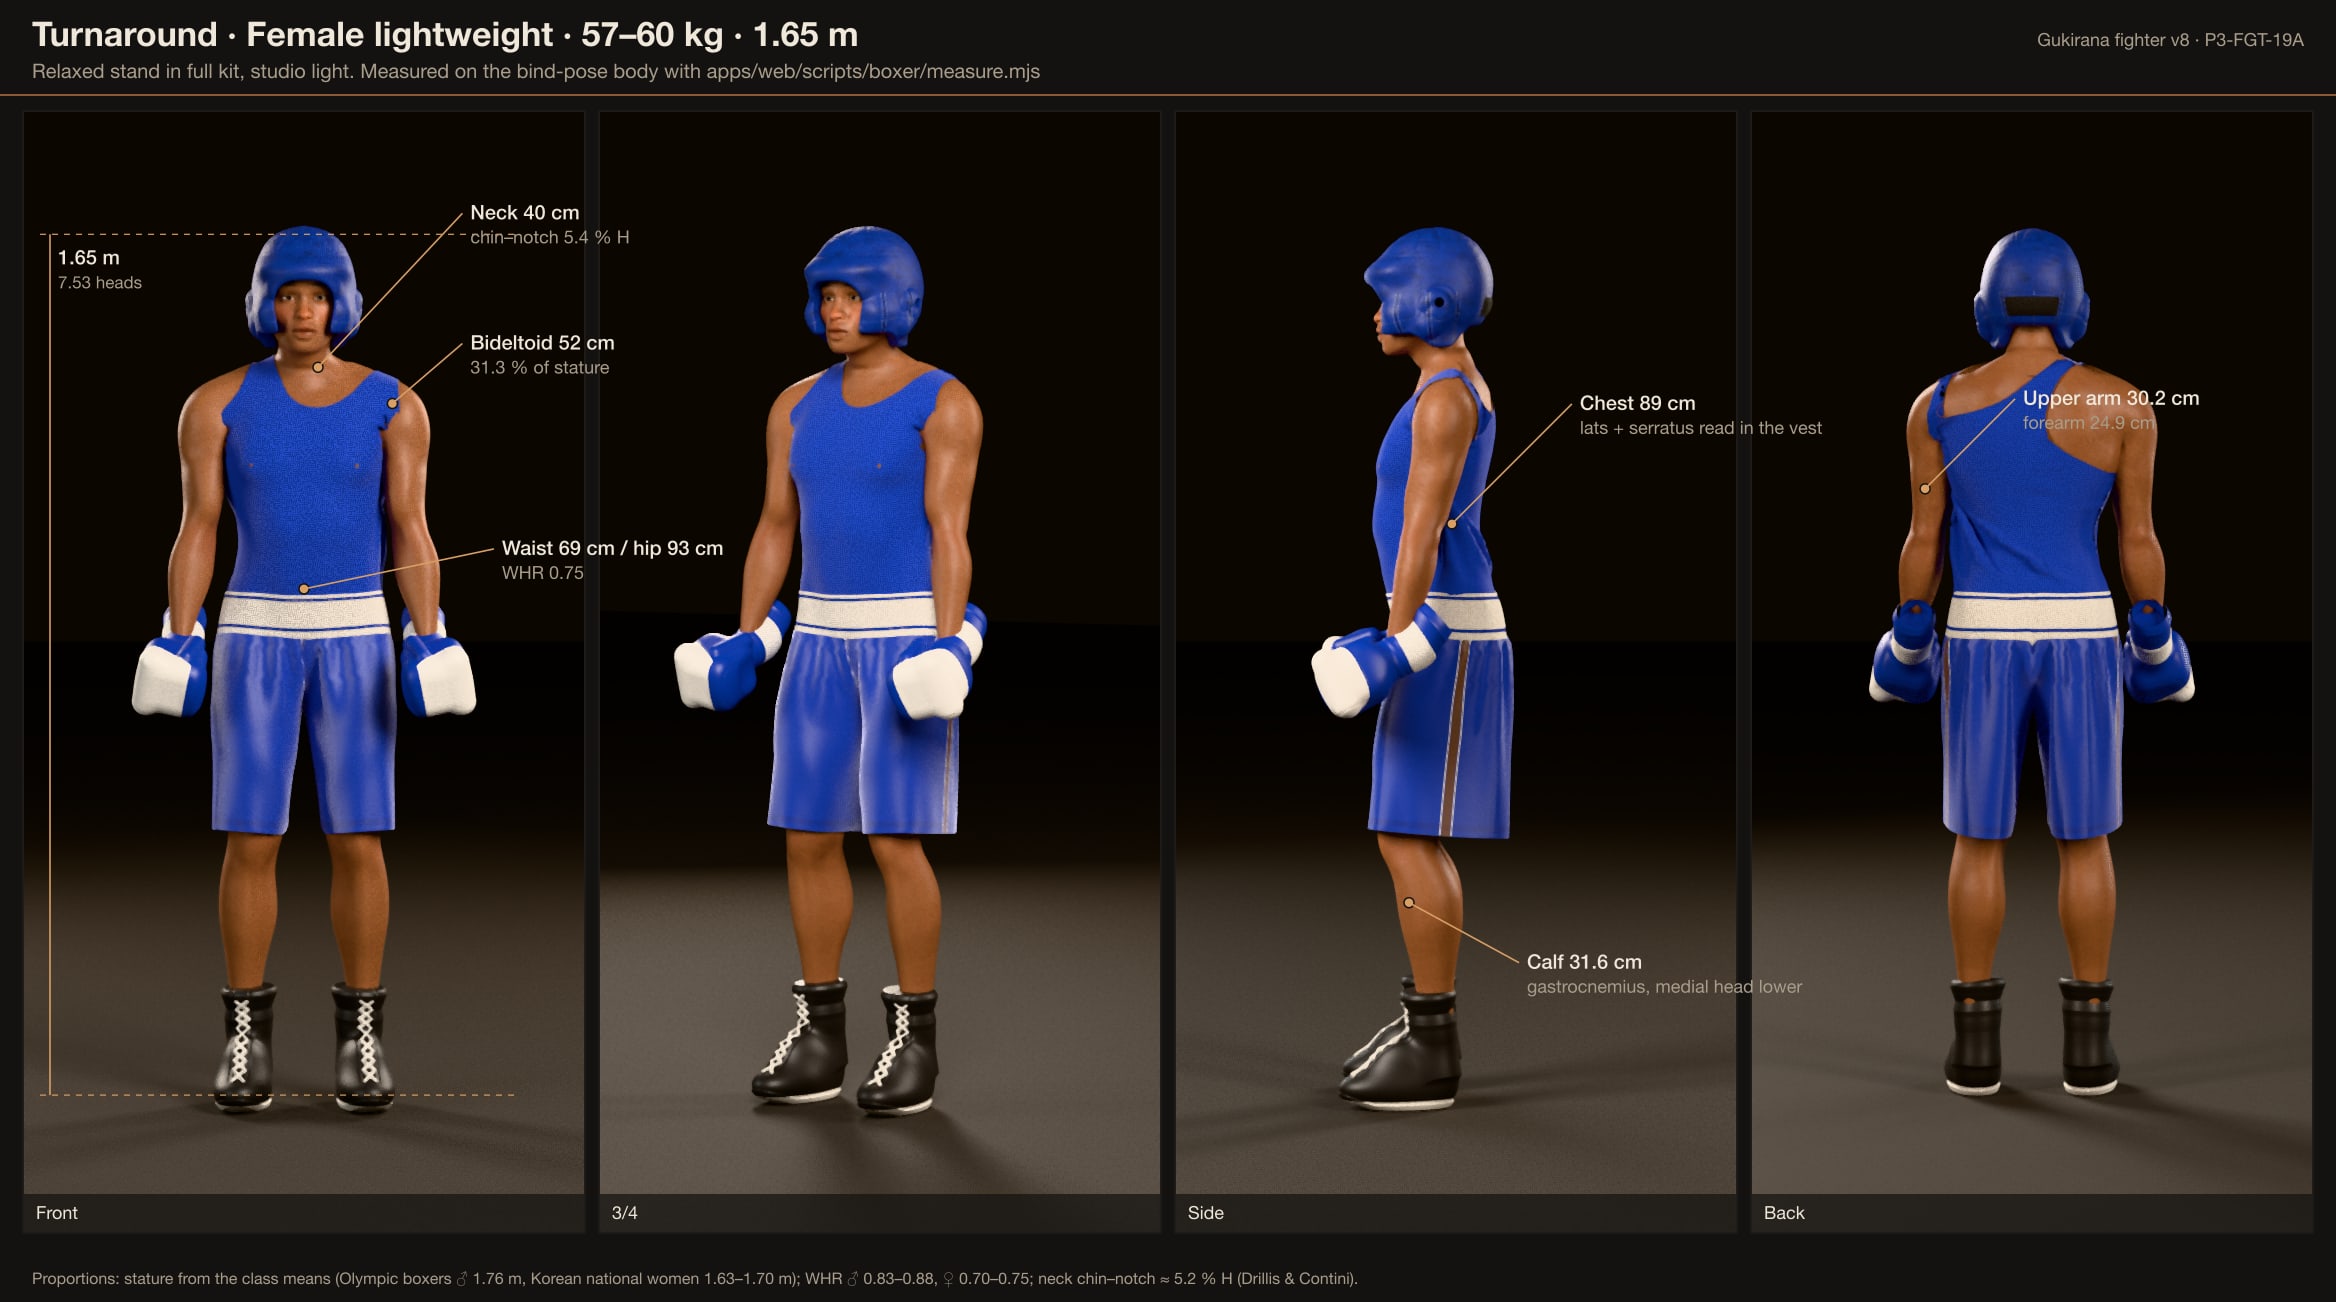 Turnaround · Female lightweight · 57–60 kg · 1.65 m
Gukirana fighter v8 · P3-FGT-19A
Relaxed stand in full kit, studio light. Measured on the bind-pose body with apps/web/scripts/boxer/measure.mjs
Neck 40 cm
chin–notch 5.4 % H
1.65 m
7.53 heads
Bideltoid 52 cm
31.3 % of stature
Waist 69 cm / hip 93 cm
WHR 0.75
Front
3/4
Chest 89 cm
lats + serratus read in the vest
Calf 31.6 cm
gastrocnemius, medial head lower
Side
Upper arm 30.2 cm
forearm 24.9 cm
Back
Proportions: stature from the class means (Olympic boxers ♂ 1.76 m, Korean national women 1.63–1.70 m); WHR ♂ 0.83–0.88, ♀ 0.70–0.75; neck chin–notch ≈ 5.2 % H (Drillis & Contini).